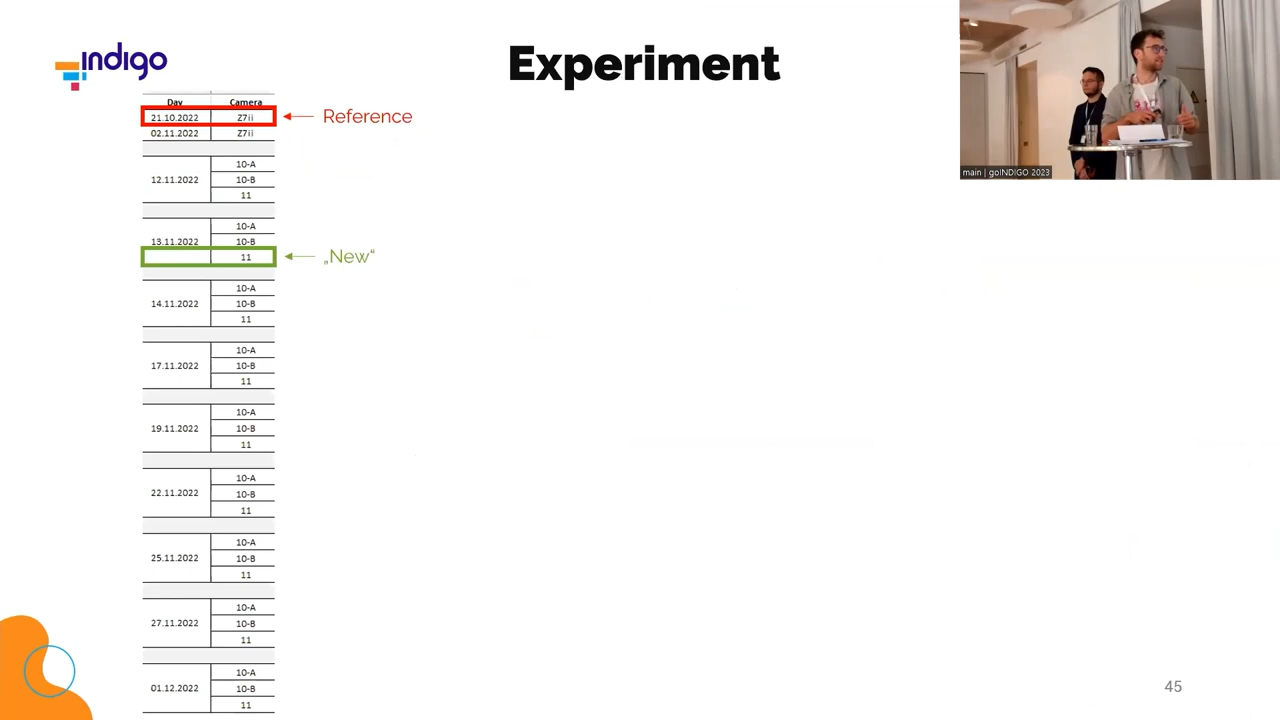 indigo
Experiment
Day Camera
21.10.2022 Z7ii
Reference
02.11.2022 Z7ii
10-A
12.11.2022 10-B
11
10-A
13.11.2022 10-B
11
„New“
10-A
14.11.2022 10-B
11
10-A
17.11.2022 10-B
11
10-A
19.11.2022 10-B
11
10-A
22.11.2022 10-B
11
10-A
25.11.2022 10-B
11
10-A
27.11.2022 10-B
11
10-A
01.12.2022 10-B
11
main | goINDIGO 2023
45